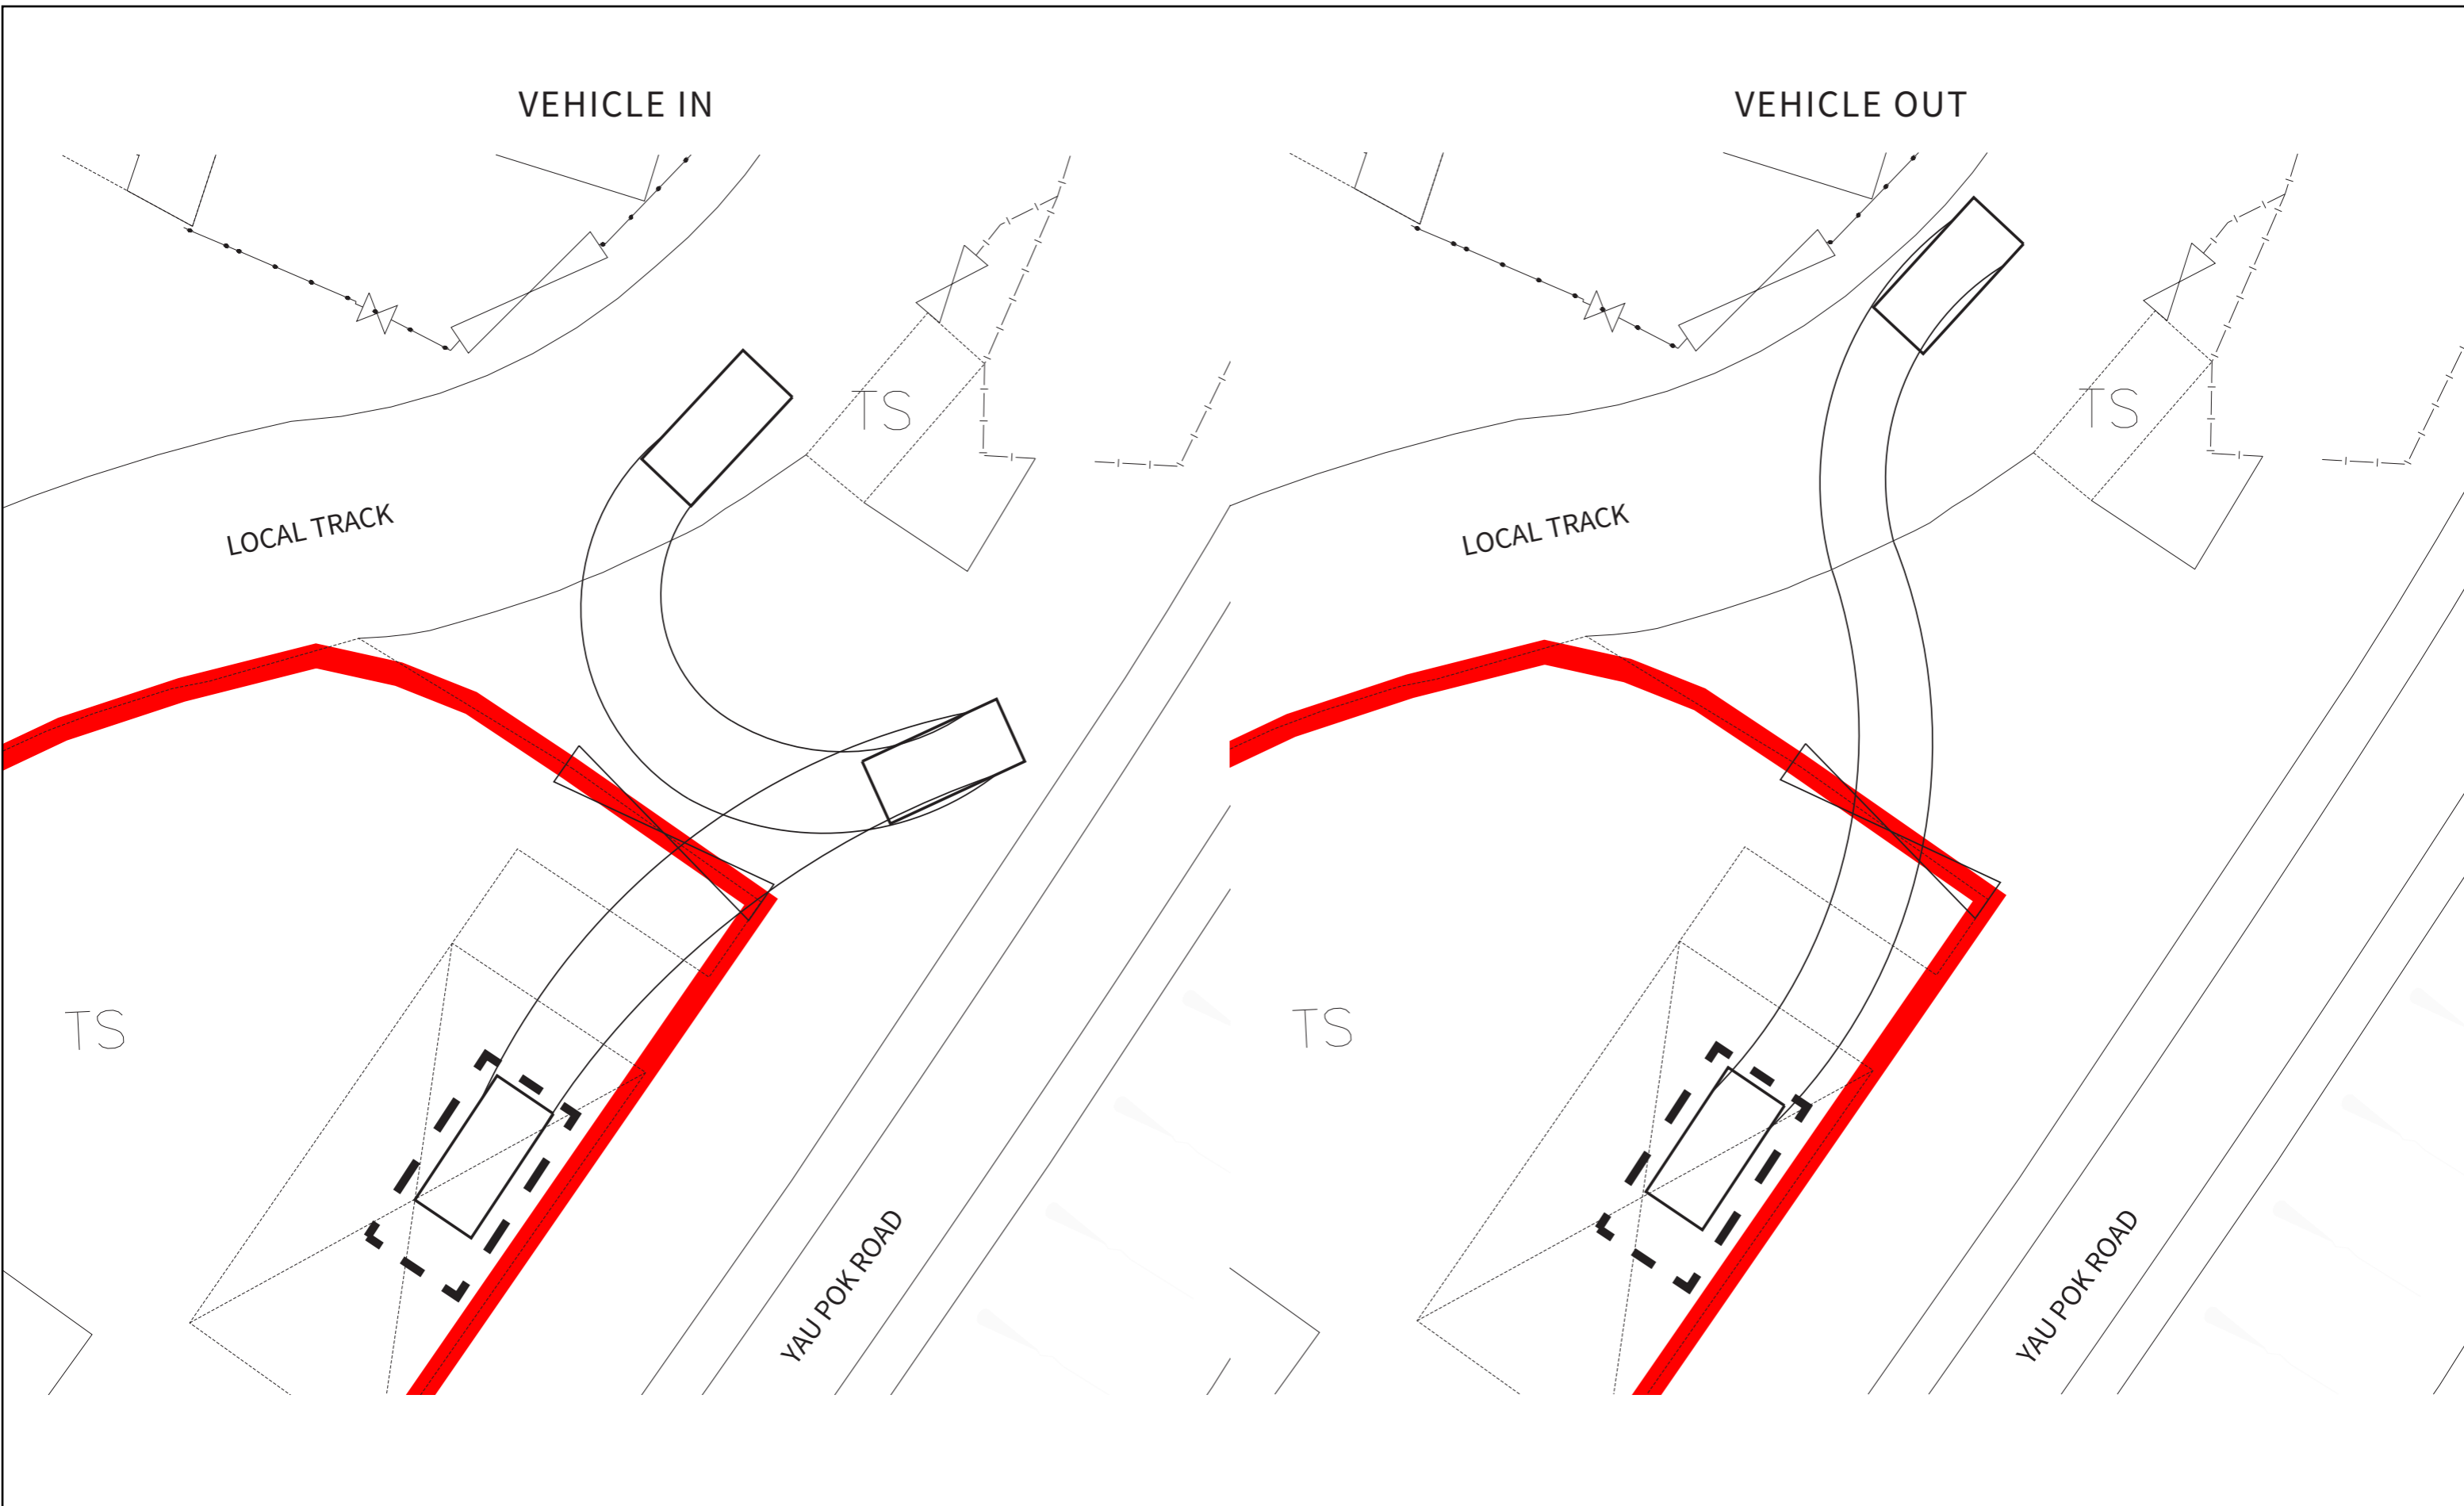 VEHICLE IN
VEHICLE OUT
TS
TS
LOCAL TRACK
LOCAL TRACK
TS
TS
YAU POK ROAD
YAU POK ROAD